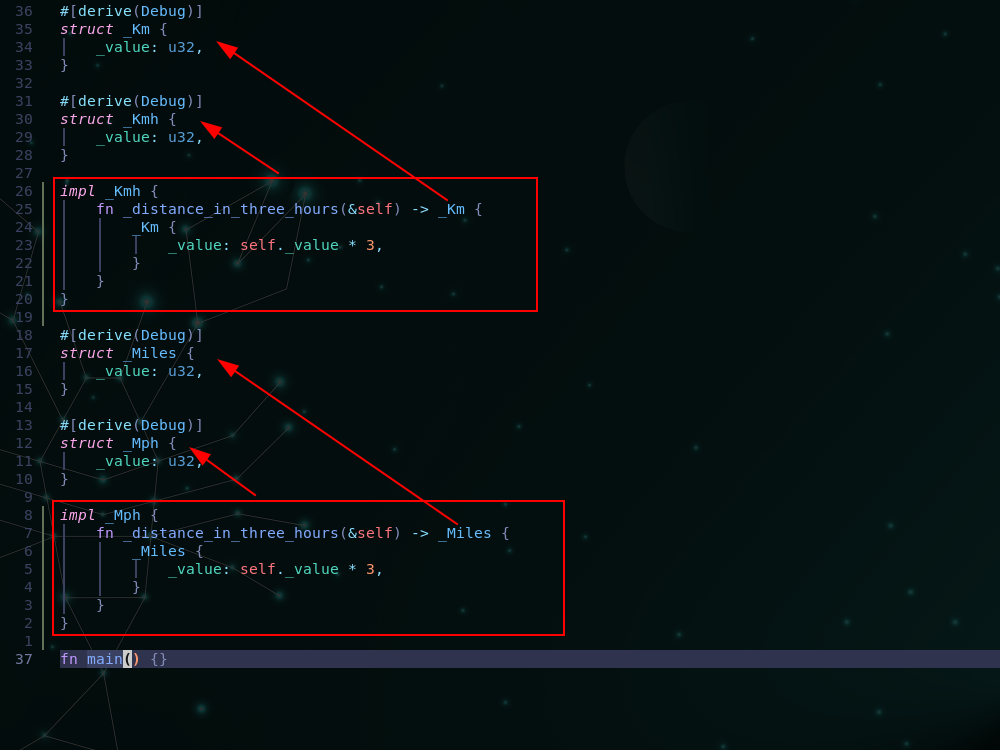 36 #[derive(Debug)]
35 struct _Km {
34 │   _value: u32,
33 }
32
31 #[derive(Debug)]
30 struct _Kmh {
29 │   _value: u32,
28 }
27
26 impl _Kmh {
25 │   fn _distance_in_three_hours(&self) -> _Km {
24 │   │   _Km {
23 │   │   │   _value: self._value * 3,
22 │   │   }
21 │   }
20 }
19
18 #[derive(Debug)]
17 struct _Miles {
16 │   _value: u32,
15 }
14
13 #[derive(Debug)]
12 struct _Mph {
11 │   _value: u32,
10 }
9
8 impl _Mph {
7 │   fn _distance_in_three_hours(&self) -> _Miles {
6 │   │   _Miles {
5 │   │   │   _value: self._value * 3,
4 │   │   }
3 │   }
2 }
1
37 fn main() {}